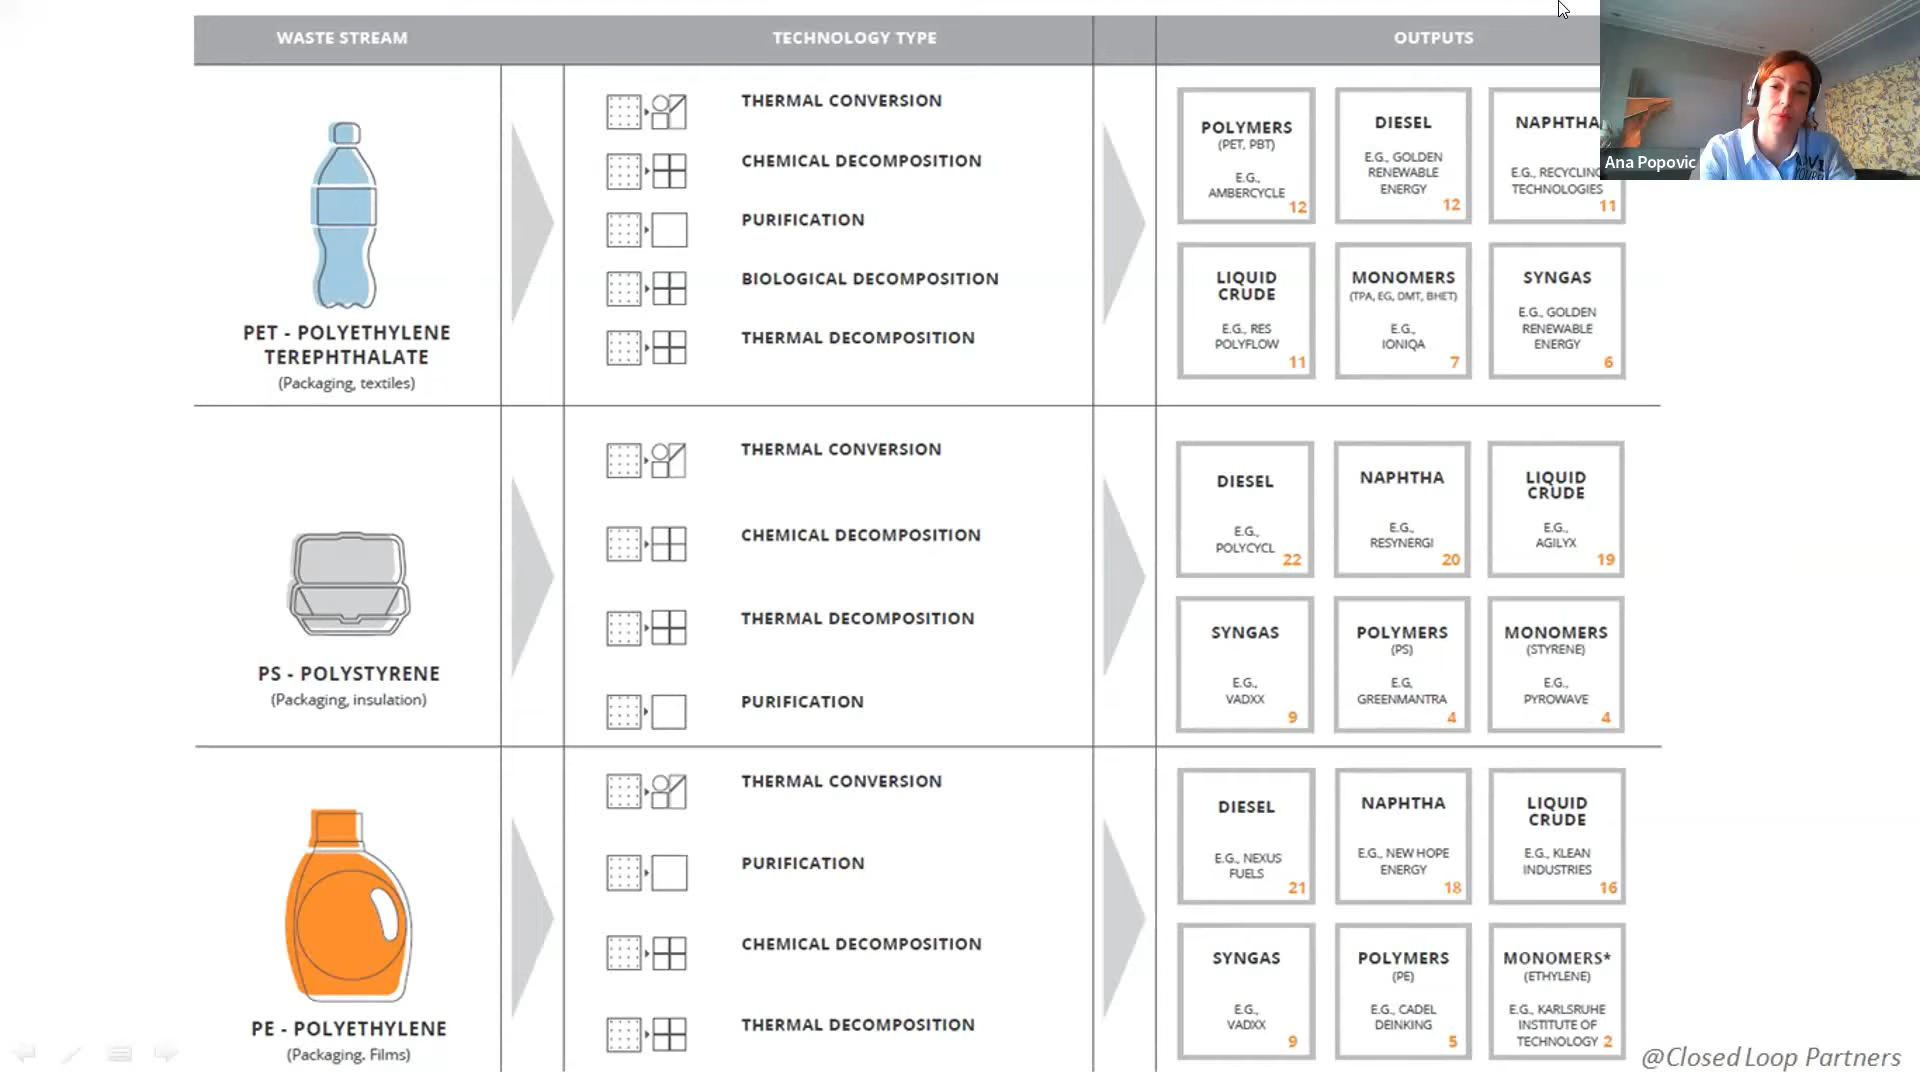 WASTE STREAM
TECHNOLOGY TYPE
OUTPUTS
Ana Popovic
PET - POLYETHYLENE
TEREPHTHALATE
(Packaging, textiles)
THERMAL CONVERSION
CHEMICAL DECOMPOSITION
PURIFICATION
BIOLOGICAL DECOMPOSITION
THERMAL DECOMPOSITION
POLYMERS
(PET, PBT)
E.G.,
AMBERCYCLE
12
DIESEL
E.G., GOLDEN
RENEWABLE
ENERGY
12
NAPHTHA
E.G., RECYCLING
TECHNOLOGIES
11
LIQUID
CRUDE
E.G., RES
POLYFLOW
11
MONOMERS
(TPA, EG, DMT, BHET)
E.G.,
IONIQA
7
SYNGAS
E.G., GOLDEN
RENEWABLE
ENERGY
6
PS - POLYSTYRENE
(Packaging, insulation)
THERMAL CONVERSION
CHEMICAL DECOMPOSITION
THERMAL DECOMPOSITION
PURIFICATION
DIESEL
E.G.,
POLYCYCL
22
NAPHTHA
E.G.,
RESYNERGI
20
LIQUID
CRUDE
E.G.,
AGILYX
19
SYNGAS
E.G.,
VADXX
9
POLYMERS
(PS)
E.G,
GREENMANTRA
4
MONOMERS
(STYRENE)
E.G.,
PYROWAVE
4
PE - POLYETHYLENE
(Packaging. Films)
THERMAL CONVERSION
PURIFICATION
CHEMICAL DECOMPOSITION
THERMAL DECOMPOSITION
DIESEL
E.G., NEXUS
FUELS
21
NAPHTHA
E.G., NEW HOPE
ENERGY
18
LIQUID
CRUDE
E.G., KLEAN
INDUSTRIES
16
SYNGAS
E.G.,
VADXX
9
POLYMERS
(PE)
E.G., CADEL
DEINKING
5
MONOMERS*
(ETHYLENE)
E.G., KARLSRUHE
INSTITUTE OF
TECHNOLOGY 2
@Closed Loop Partners